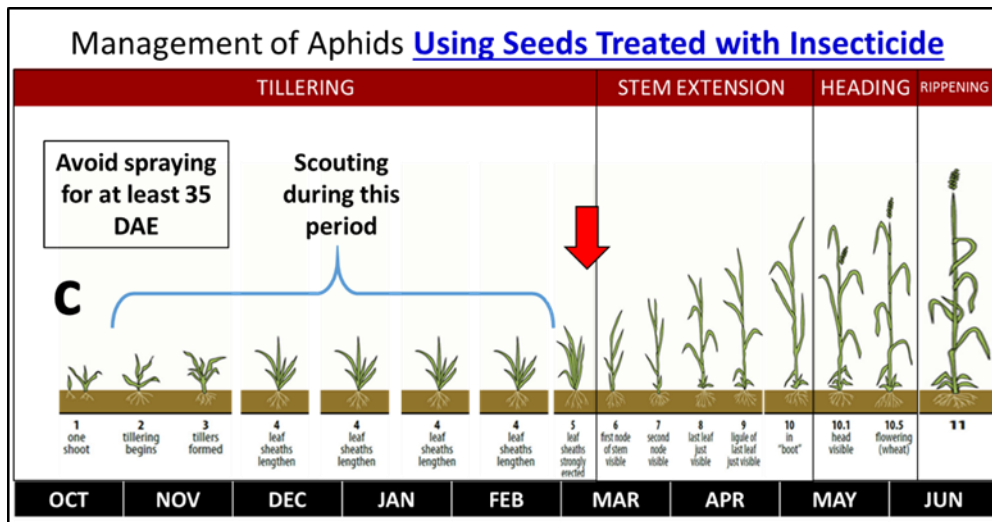 Management of Aphids Using Seeds Treated with Insecticide
TILLERING
STEM EXTENSION
HEADING
RIPPENING
Avoid spraying
for at least 35
DAE
Scouting
during this
period
C
1
one
shoot
2
tillering
begins
3
tillers
formed
4
leaf
sheaths
lengthen
4
leaf
sheaths
lengthen
4
leaf
sheaths
lengthen
4
leaf
sheaths
lengthen
5
leaf
sheaths
strongly
erected
6
first node
of stem
visible
7
second
node
visible
8
last leaf
just
visible
9
ligule of
last leaf
just visible
10
in
"boot"
10.1
head
visible
10.5
flowering
(wheat)
11
OCT
NOV
DEC
JAN
FEB
MAR
APR
MAY
JUN